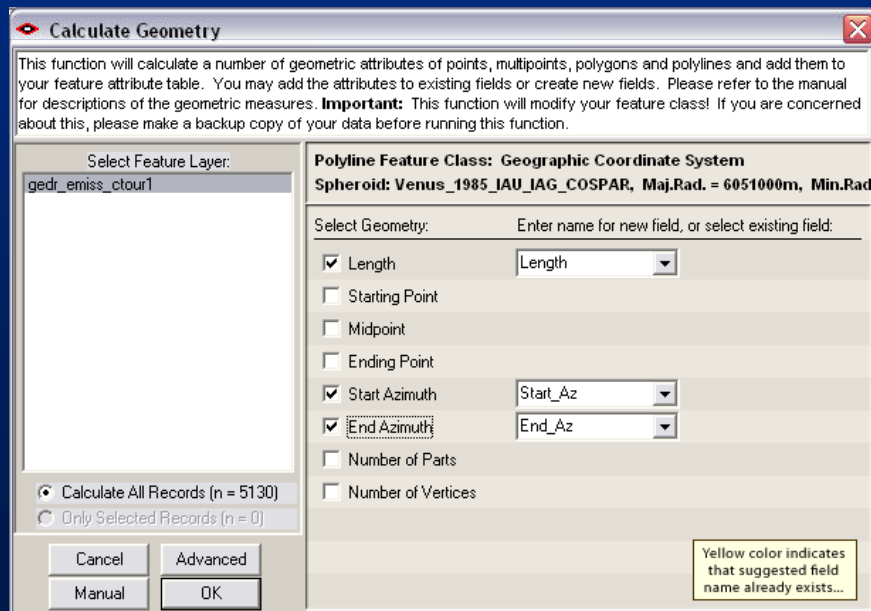 Calculate Geometry
This function will calculate a number of geometric attributes of points, multipoints, polygons and polylines and add them to
your feature attribute table. You may add the attributes to existing fields or create new fields. Please refer to the manual
for descriptions of the geometric measures. Important: This function will modify your feature class! If you are concerned
about this, please make a backup copy of your data before running this function.
Select Feature Layer:
gedr_emiss_ctour1
Calculate All Records (n = 5130)
Only Selected Records (n = 0)
Cancel
Advanced
Manual
OK
Polyline Feature Class: Geographic Coordinate System
Spheroid: Venus_1985_IAU_IAG_COSPAR, Maj.Rad. = 6051000m, Min.Rad
Select Geometry:
Enter name for new field, or select existing field:
Length
Length
Starting Point
Midpoint
Ending Point
Start Azimuth
Start_Az
End Azimuth
End_Az
Number of Parts
Number of Vertices
Yellow color indicates
that suggested field
name already exists...